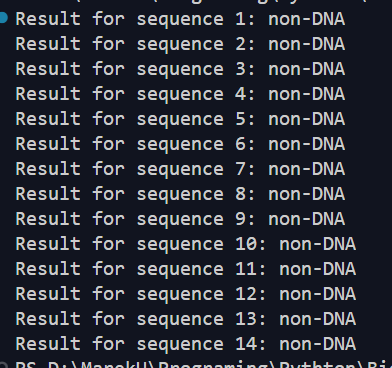 Result for sequence 1: non-DNA
Result for sequence 2: non-DNA
Result for sequence 3: non-DNA
Result for sequence 4: non-DNA
Result for sequence 5: non-DNA
Result for sequence 6: non-DNA
Result for sequence 7: non-DNA
Result for sequence 8: non-DNA
Result for sequence 9: non-DNA
Result for sequence 10: non-DNA
Result for sequence 11: non-DNA
Result for sequence 12: non-DNA
Result for sequence 13: non-DNA
Result for sequence 14: non-DNA
PS D:\MarekU\Programing\Pythton\Bi